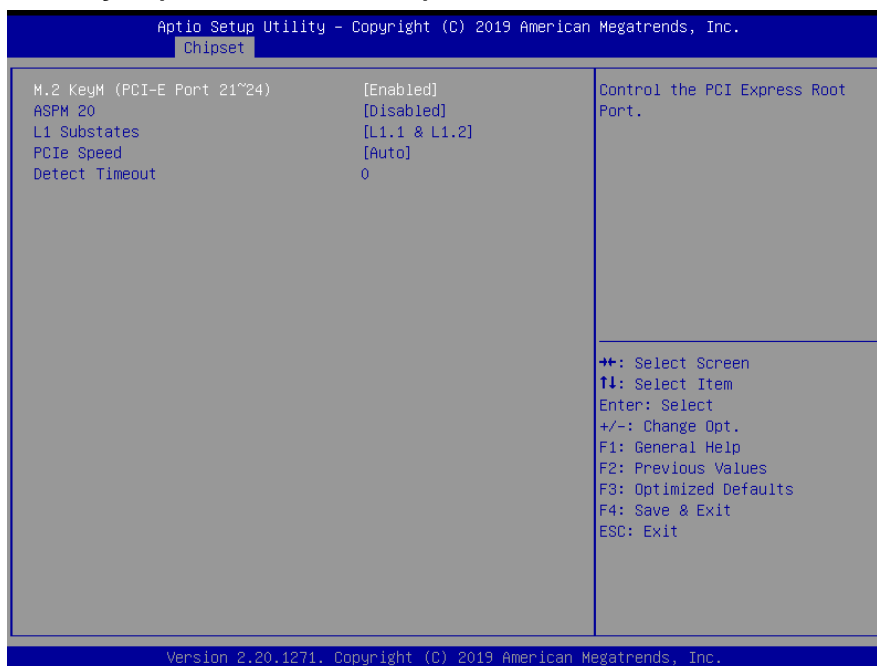 Aptio Setup Utility – Copyright (C) 2019 American Megatrends, Inc.
Chipset
M.2 KeyM (PCI-E Port 21~24) [Enabled]
ASPM 20 [Disabled]
L1 Substates [L1.1 & L1.2]
PCIe Speed [Auto]
Detect Timeout 0
Control the PCI Express Root
Port.
→←: Select Screen
↑↓: Select Item
Enter: Select
+/-: Change Opt.
F1: General Help
F2: Previous Values
F3: Optimized Defaults
F4: Save & Exit
ESC: Exit
Version 2.20.1271. Copyright (C) 2019 American Megatrends, Inc.